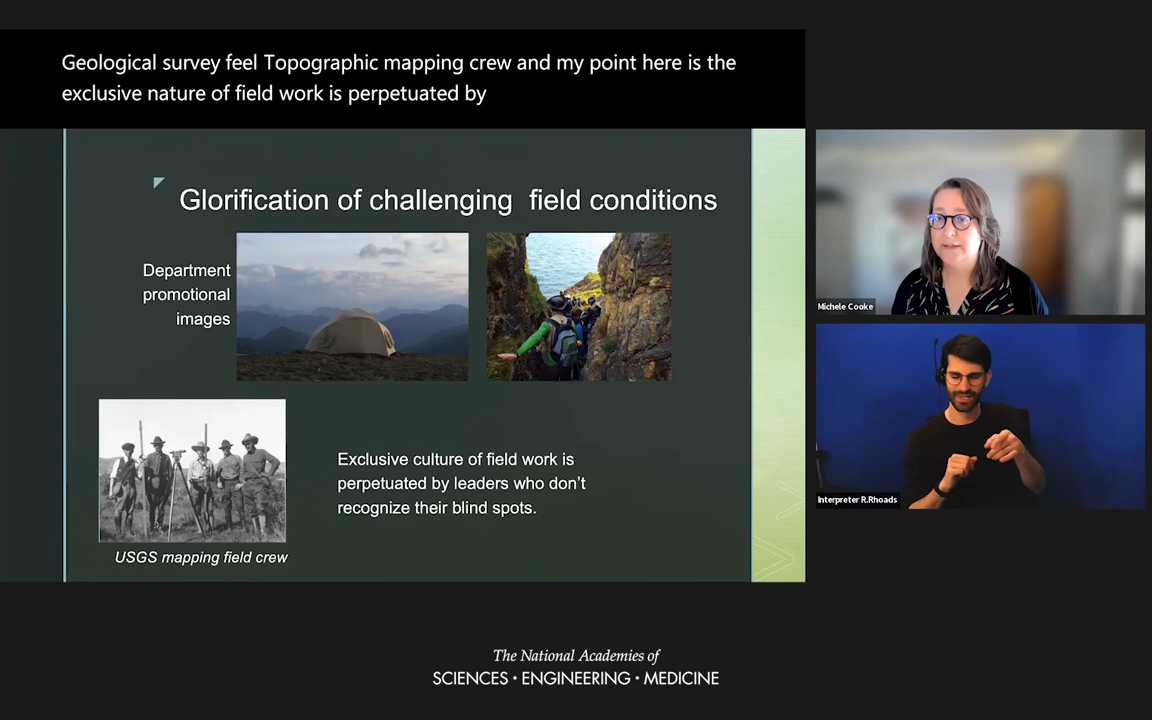 Geological survey feel Topographic mapping crew and my point here is the
exclusive nature of field work is perpetuated by
Glorification of challenging field conditions
Department
promotional
images
Exclusive culture of field work is
perpetuated by leaders who don't
recognize their blind spots.
USGS mapping field crew
Michele Cooke
Interpreter R.Rhoads
The National Academies of
SCIENCES • ENGINEERING • MEDICINE